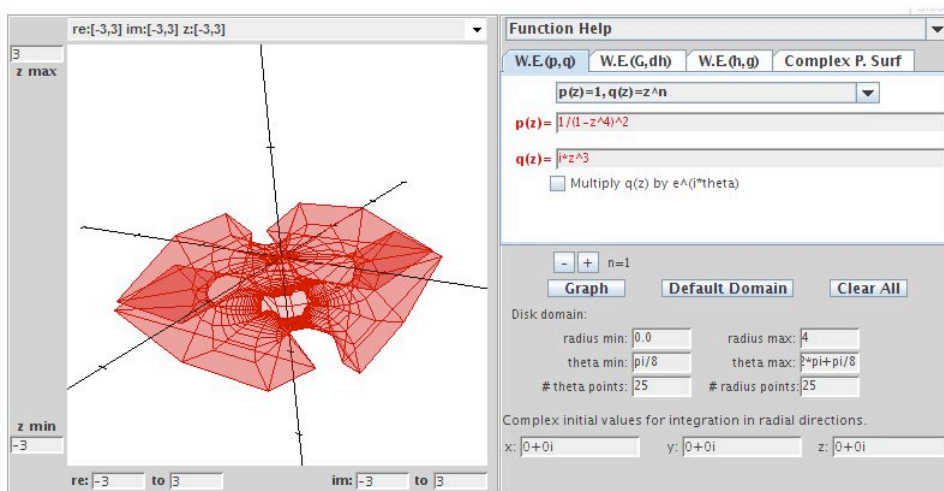 re:[-3,3] im:[-3,3] z:[-3,3]
3
z max
z min
-3
re: -3 to 3 im: -3 to 3
Function Help
W.E.(p,q) W.E.(G,dh) W.E.(h,g) Complex P. Surf
p(z)=1, q(z)=z^n
p(z)= 1/(1-z^4)^2
q(z)= i*z^3
Multiply q(z) by e^(i*theta)
- + n=1
Graph Default Domain Clear All
Disk domain:
radius min: 0.0 radius max: 4
theta min: pi/8 theta max: 2*pi+pi/8
# theta points: 25 # radius points: 25
Complex initial values for integration in radial directions.
x: 0+0i y: 0+0i z: 0+0i